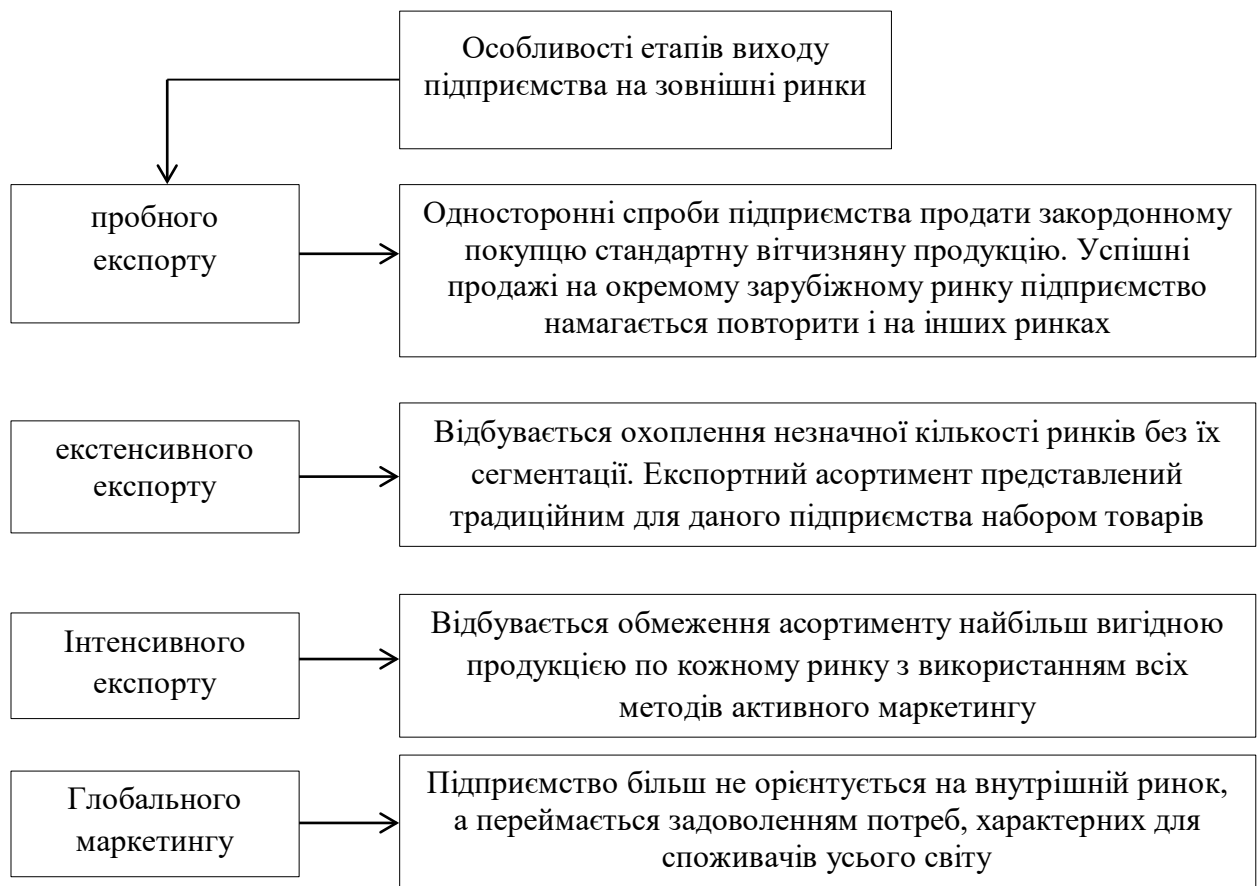 Особливості етапів виходу
підприємства на зовнішні ринки
пробного
експорту
Односторонні спроби підприємства продати закордонному
покупцю стандартну вітчизняну продукцію. Успішні
продажі на окремому зарубіжному ринку підприємство
намагається повторити і на інших ринках
екстенсивного
експорту
Відбувається охоплення незначної кількості ринків без їх
сегментації. Експортний асортимент представлений
традиційним для даного підприємства набором товарів
Інтенсивного
експорту
Відбувається обмеження асортименту найбільш вигідною
продукцією по кожному ринку з використанням всіх
методів активного маркетингу
Глобального
маркетингу
Підприємство більш не орієнтується на внутрішній ринок,
а переймається задоволенням потреб, характерних для
споживачів усього світу